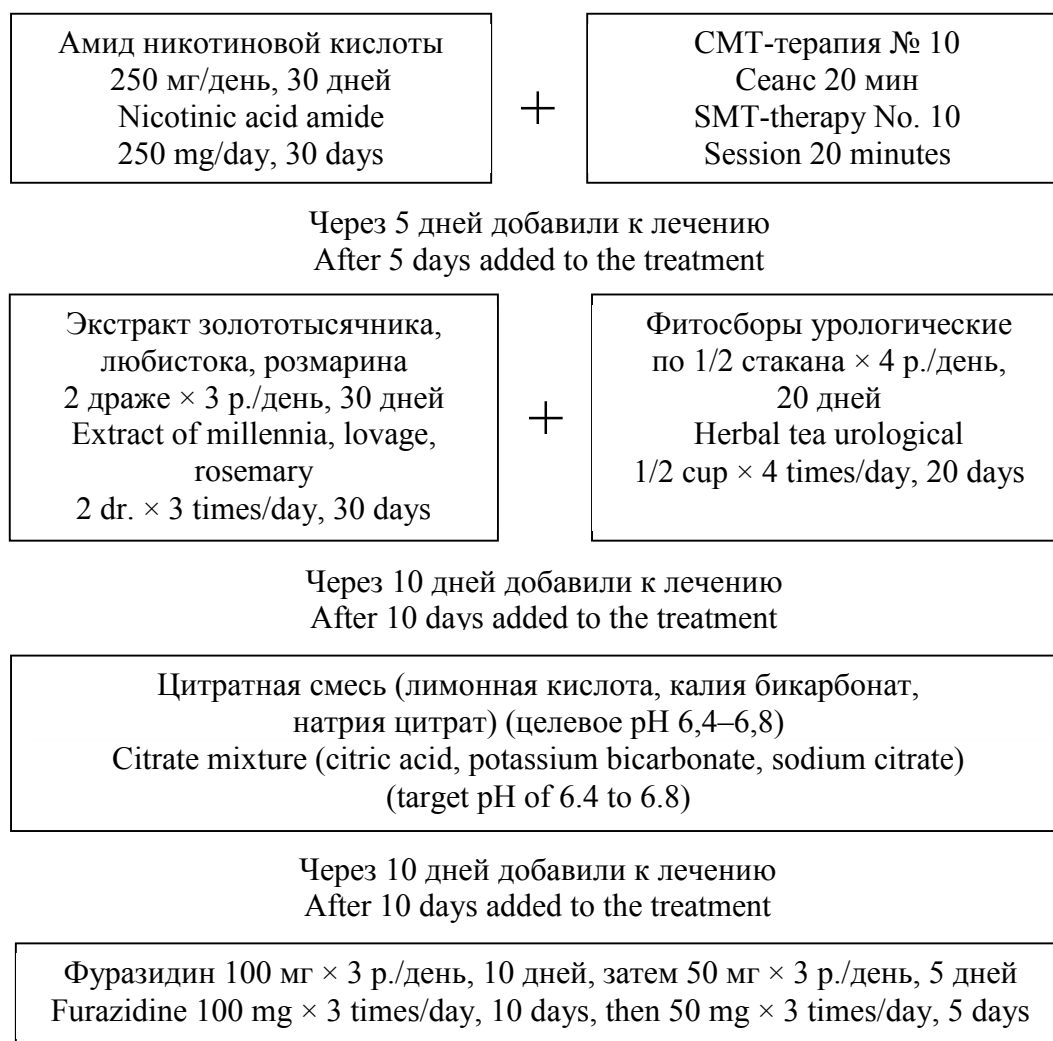 Амид никотиновой кислоты
250 мг/день, 30 дней
Nicotinic acid amide
250 mg/day, 30 days
+
СМТ-терапия № 10
Сеанс 20 мин
SMT-therapy No. 10
Session 20 minutes
Через 5 дней добавили к лечению
After 5 days added to the treatment
Экстракт золототысячника,
любистока, розмарина
2 драже × 3 р./день, 30 дней
Extract of millennia, lovage,
rosemary
2 dr. × 3 times/day, 30 days
+
Фитосборы урологические
по 1/2 стакана × 4 р./день,
20 дней
Herbal tea urological
1/2 cup × 4 times/day, 20 days
Через 10 дней добавили к лечению
After 10 days added to the treatment
Цитратная смесь (лимонная кислота, калия бикарбонат,
натрия цитрат) (целевое pH 6,4–6,8)
Citrate mixture (citric acid, potassium bicarbonate, sodium citrate)
(target pH of 6.4 to 6.8)
Через 10 дней добавили к лечению
After 10 days added to the treatment
Фуразидин 100 мг × 3 р./день, 10 дней, затем 50 мг × 3 р./день, 5 дней
Furazidine 100 mg × 3 times/day, 10 days, then 50 mg × 3 times/day, 5 days